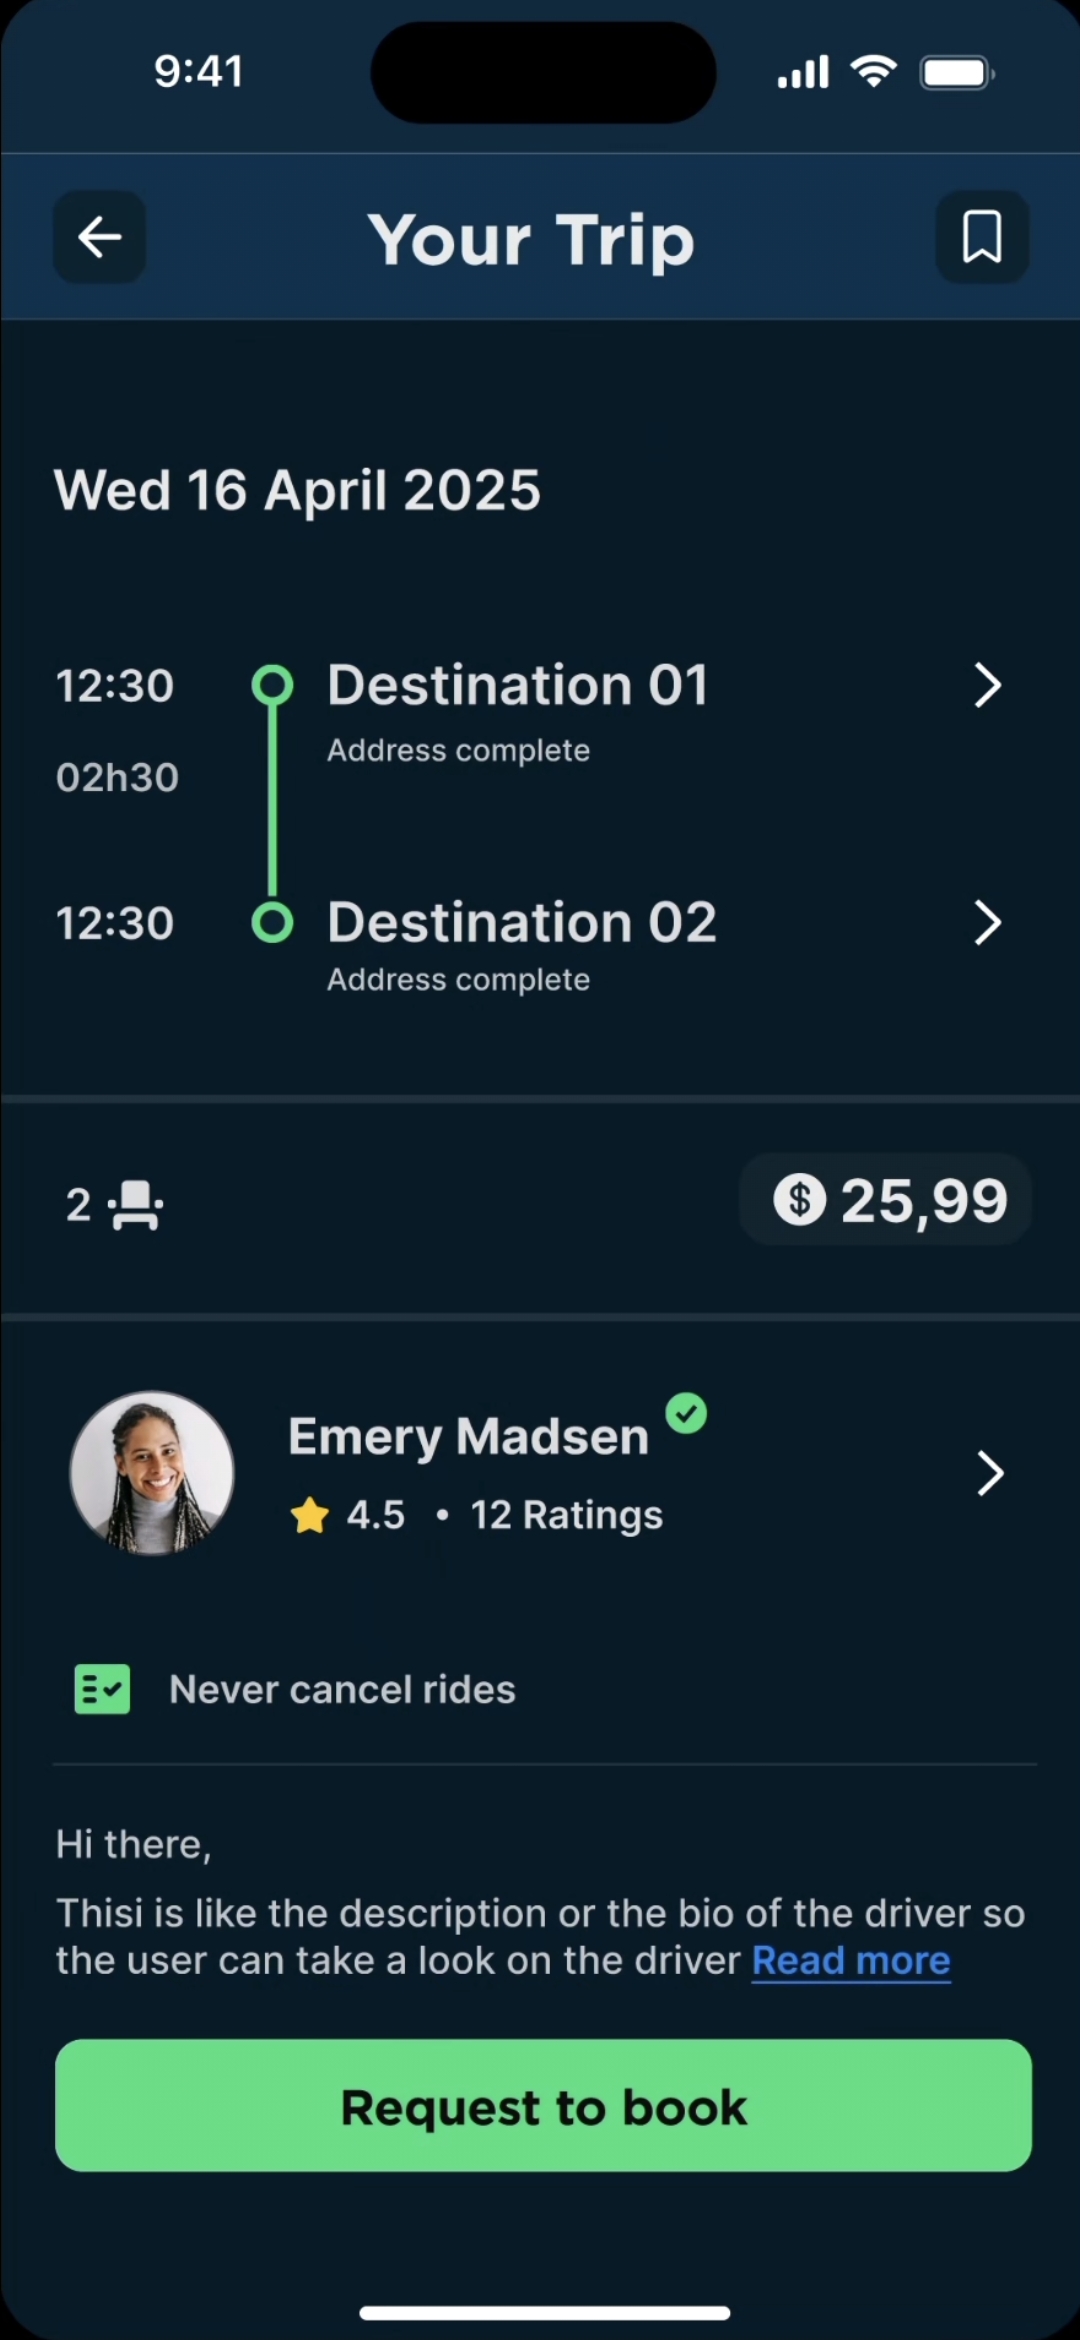 9:41
Your Trip
Wed 16 April 2025
12:30
Destination 01
Address complete
02h30
12:30
Destination 02
Address complete
2
$ 25,99
Emery Madsen
4.5 • 12 Ratings
Never cancel rides
Hi there,
Thisi is like the description or the bio of the driver so
the user can take a look on the driver Read more
Request to book